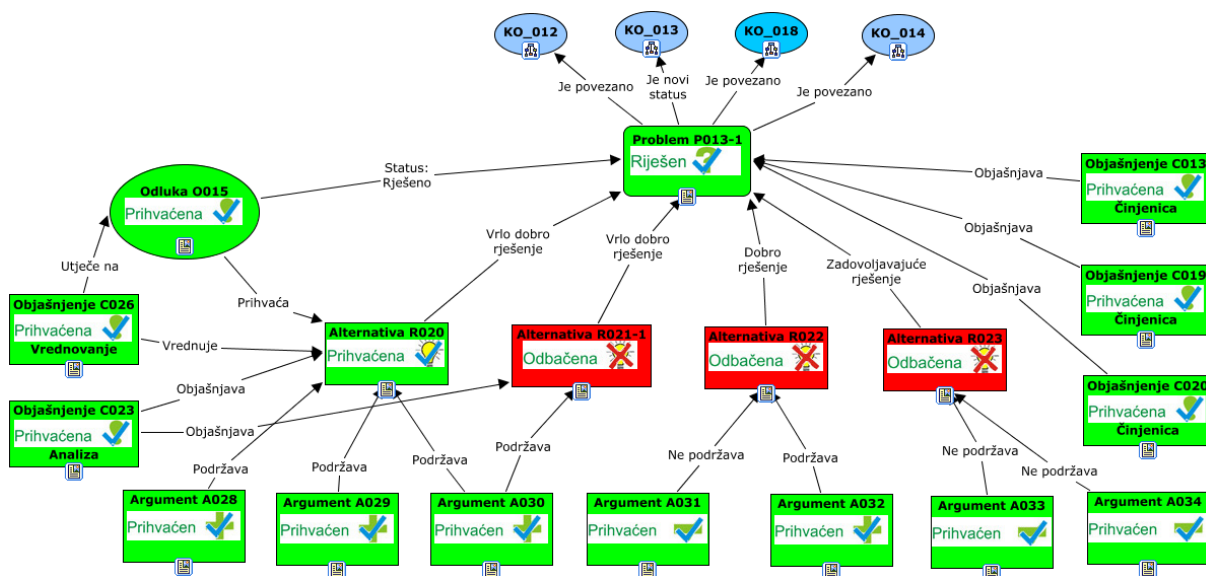 KO_012
KO_013
KO_018
KO_014
Je povezano
Je novi
status
Je povezano
Je povezano
Problem P013-1
Riješen
Status:
Rješeno
Odluka O015
Prihvaćena
Objašnjava
Objašnjenje C013
Prihvaćena
Činjenica
Utječe na
Prihvaća
Vrlo dobro
rješenje
Vrlo dobro
rješenje
Dobro
rješenje
Zadovoljavajuće
rješenje
Objašnjava
Objašnjava
Objašnjenje C019
Prihvaćena
Činjenica
Objašnjenje C026
Prihvaćena
Vrednovanje
Vrednuje
Alternativa R020
Prihvaćena
Alternativa R021-1
Odbačena
Alternativa R022
Odbačena
Alternativa R023
Odbačena
Objašnjava
Objašnjenje C020
Prihvaćena
Činjenica
Objašnjenje C023
Prihvaćena
Analiza
Objašnjava
Podržava
Podržava
Podržava
Podržava
Ne podržava
Podržava
Ne podržava
Ne podržava
Argument A028
Prihvaćen
Argument A029
Prihvaćen
Argument A030
Prihvaćen
Argument A031
Prihvaćen
Argument A032
Prihvaćen
Argument A033
Prihvaćen
Argument A034
Prihvaćen